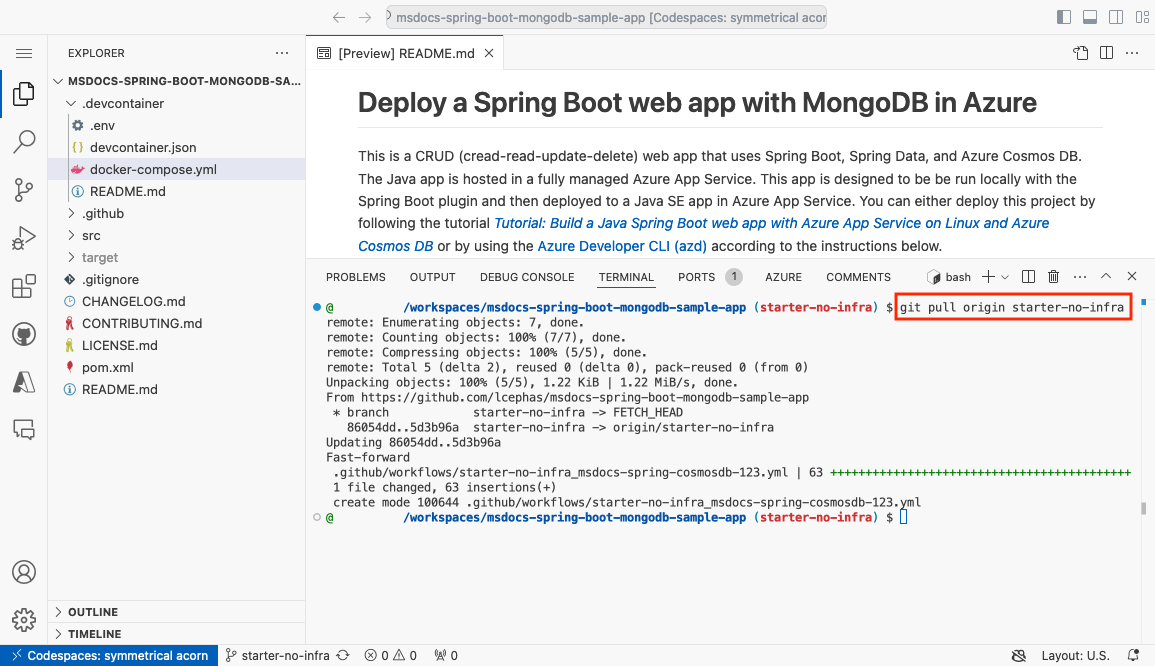 msdocs-spring-boot-mongodb-sample-app [Codespaces: symmetrical acor
EXPLORER
MSDOCS-SPRING-BOOT-MONGODB-SA...
.devcontainer
.env
devcontainer.json
docker-compose.yml
README.md
.github
src
target
.gitignore
CHANGELOG.md
CONTRIBUTING.md
LICENSE.md
pom.xml
README.md
OUTLINE
TIMELINE
[Preview] README.md
Deploy a Spring Boot web app with MongoDB in Azure
This is a CRUD (cread-read-update-delete) web app that uses Spring Boot, Spring Data, and Azure Cosmos DB.
The Java app is hosted in a fully managed Azure App Service. This app is designed to be be run locally with the
Spring Boot plugin and then deployed to a Java SE app in Azure App Service. You can either deploy this project by
following the tutorial Tutorial: Build a Java Spring Boot web app with Azure App Service on Linux and Azure
Cosmos DB or by using the Azure Developer CLI (azd) according to the instructions below.
PROBLEMS OUTPUT DEBUG CONSOLE TERMINAL PORTS 1 AZURE COMMENTS bash
@ /workspaces/msdocs-spring-boot-mongodb-sample-app (starter-no-infra) $ git pull origin starter-no-infra
remote: Enumerating objects: 7, done.
remote: Counting objects: 100% (7/7), done.
remote: Compressing objects: 100% (5/5), done.
remote: Total 5 (delta 2), reused 0 (delta 0), pack-reused 0 (from 0)
Unpacking objects: 100% (5/5), 1.22 KiB | 1.22 MiB/s, done.
From https://github.com/lcephas/msdocs-spring-boot-mongodb-sample-app
* branch starter-no-infra -> FETCH_HEAD
86054dd..5d3b96a starter-no-infra -> origin/starter-no-infra
Updating 86054dd..5d3b96a
Fast-forward
.github/workflows/starter-no-infra_msdocs-spring-cosmosdb-123.yml | 63 +++++++++++++++++++++++++++++++++++++++++++
1 file changed, 63 insertions(+)
create mode 100644 .github/workflows/starter-no-infra_msdocs-spring-cosmosdb-123.yml
@ /workspaces/msdocs-spring-boot-mongodb-sample-app (starter-no-infra) $
Codespaces: symmetrical acorn starter-no-infra 0 0 0 Layout: U.S.